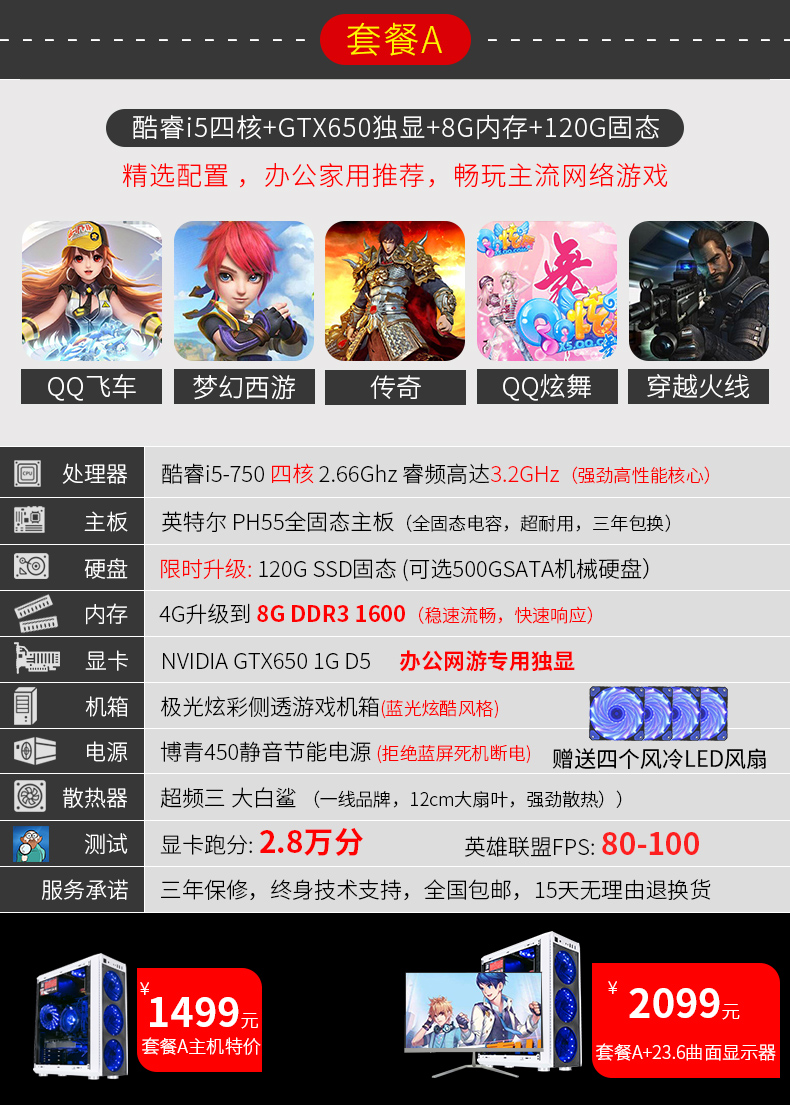 套餐A
酷睿i5四核+GTX650独显+8G内存+120G固态
精选配置，办公家用推荐，畅玩主流网络游戏
QQ飞车
梦幻西游
传奇
QQ炫舞
穿越火线
处理器 酷睿i5-750 四核 2.66Ghz 睿频高达3.2GHz（强劲高性能核心）
主板 英特尔 PH55全固态主板（全固态电容，超耐用，三年包换）
硬盘 限时升级: 120G SSD固态 (可选500GSATA机械硬盘）
内存 4G升级到 8G DDR3 1600（稳速流畅，快速响应）
显卡 NVIDIA GTX650 1G D5 办公网游专用独显
机箱 极光炫彩侧透游戏机箱(蓝光炫酷风格)
电源 博青450静音节能电源 (拒绝蓝屏死机断电)
赠送四个风冷LED风扇
散热器 超频三 大白鲨 （一线品牌，12cm大扇叶，强劲散热））
测试 显卡跑分: 2.8万分 英雄联盟FPS: 80-100
服务承诺 三年保修，终身技术支持，全国包邮，15天无理由退换货
¥1499元
套餐A主机特价
¥2099元
套餐A+23.6曲面显示器